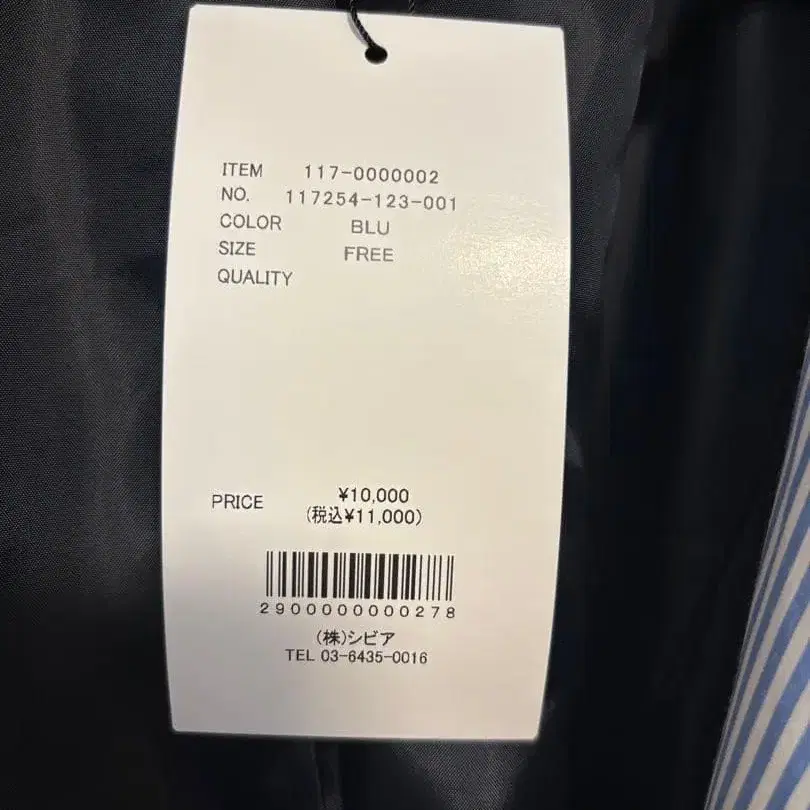 ITEM 117-0000002
NO. 117254-123-001
COLOR BLU
SIZE FREE
QUALITY
PRICE ¥10,000
(税込¥11,000)
2900000000278
(株)シビア
TEL 03-6435-0016